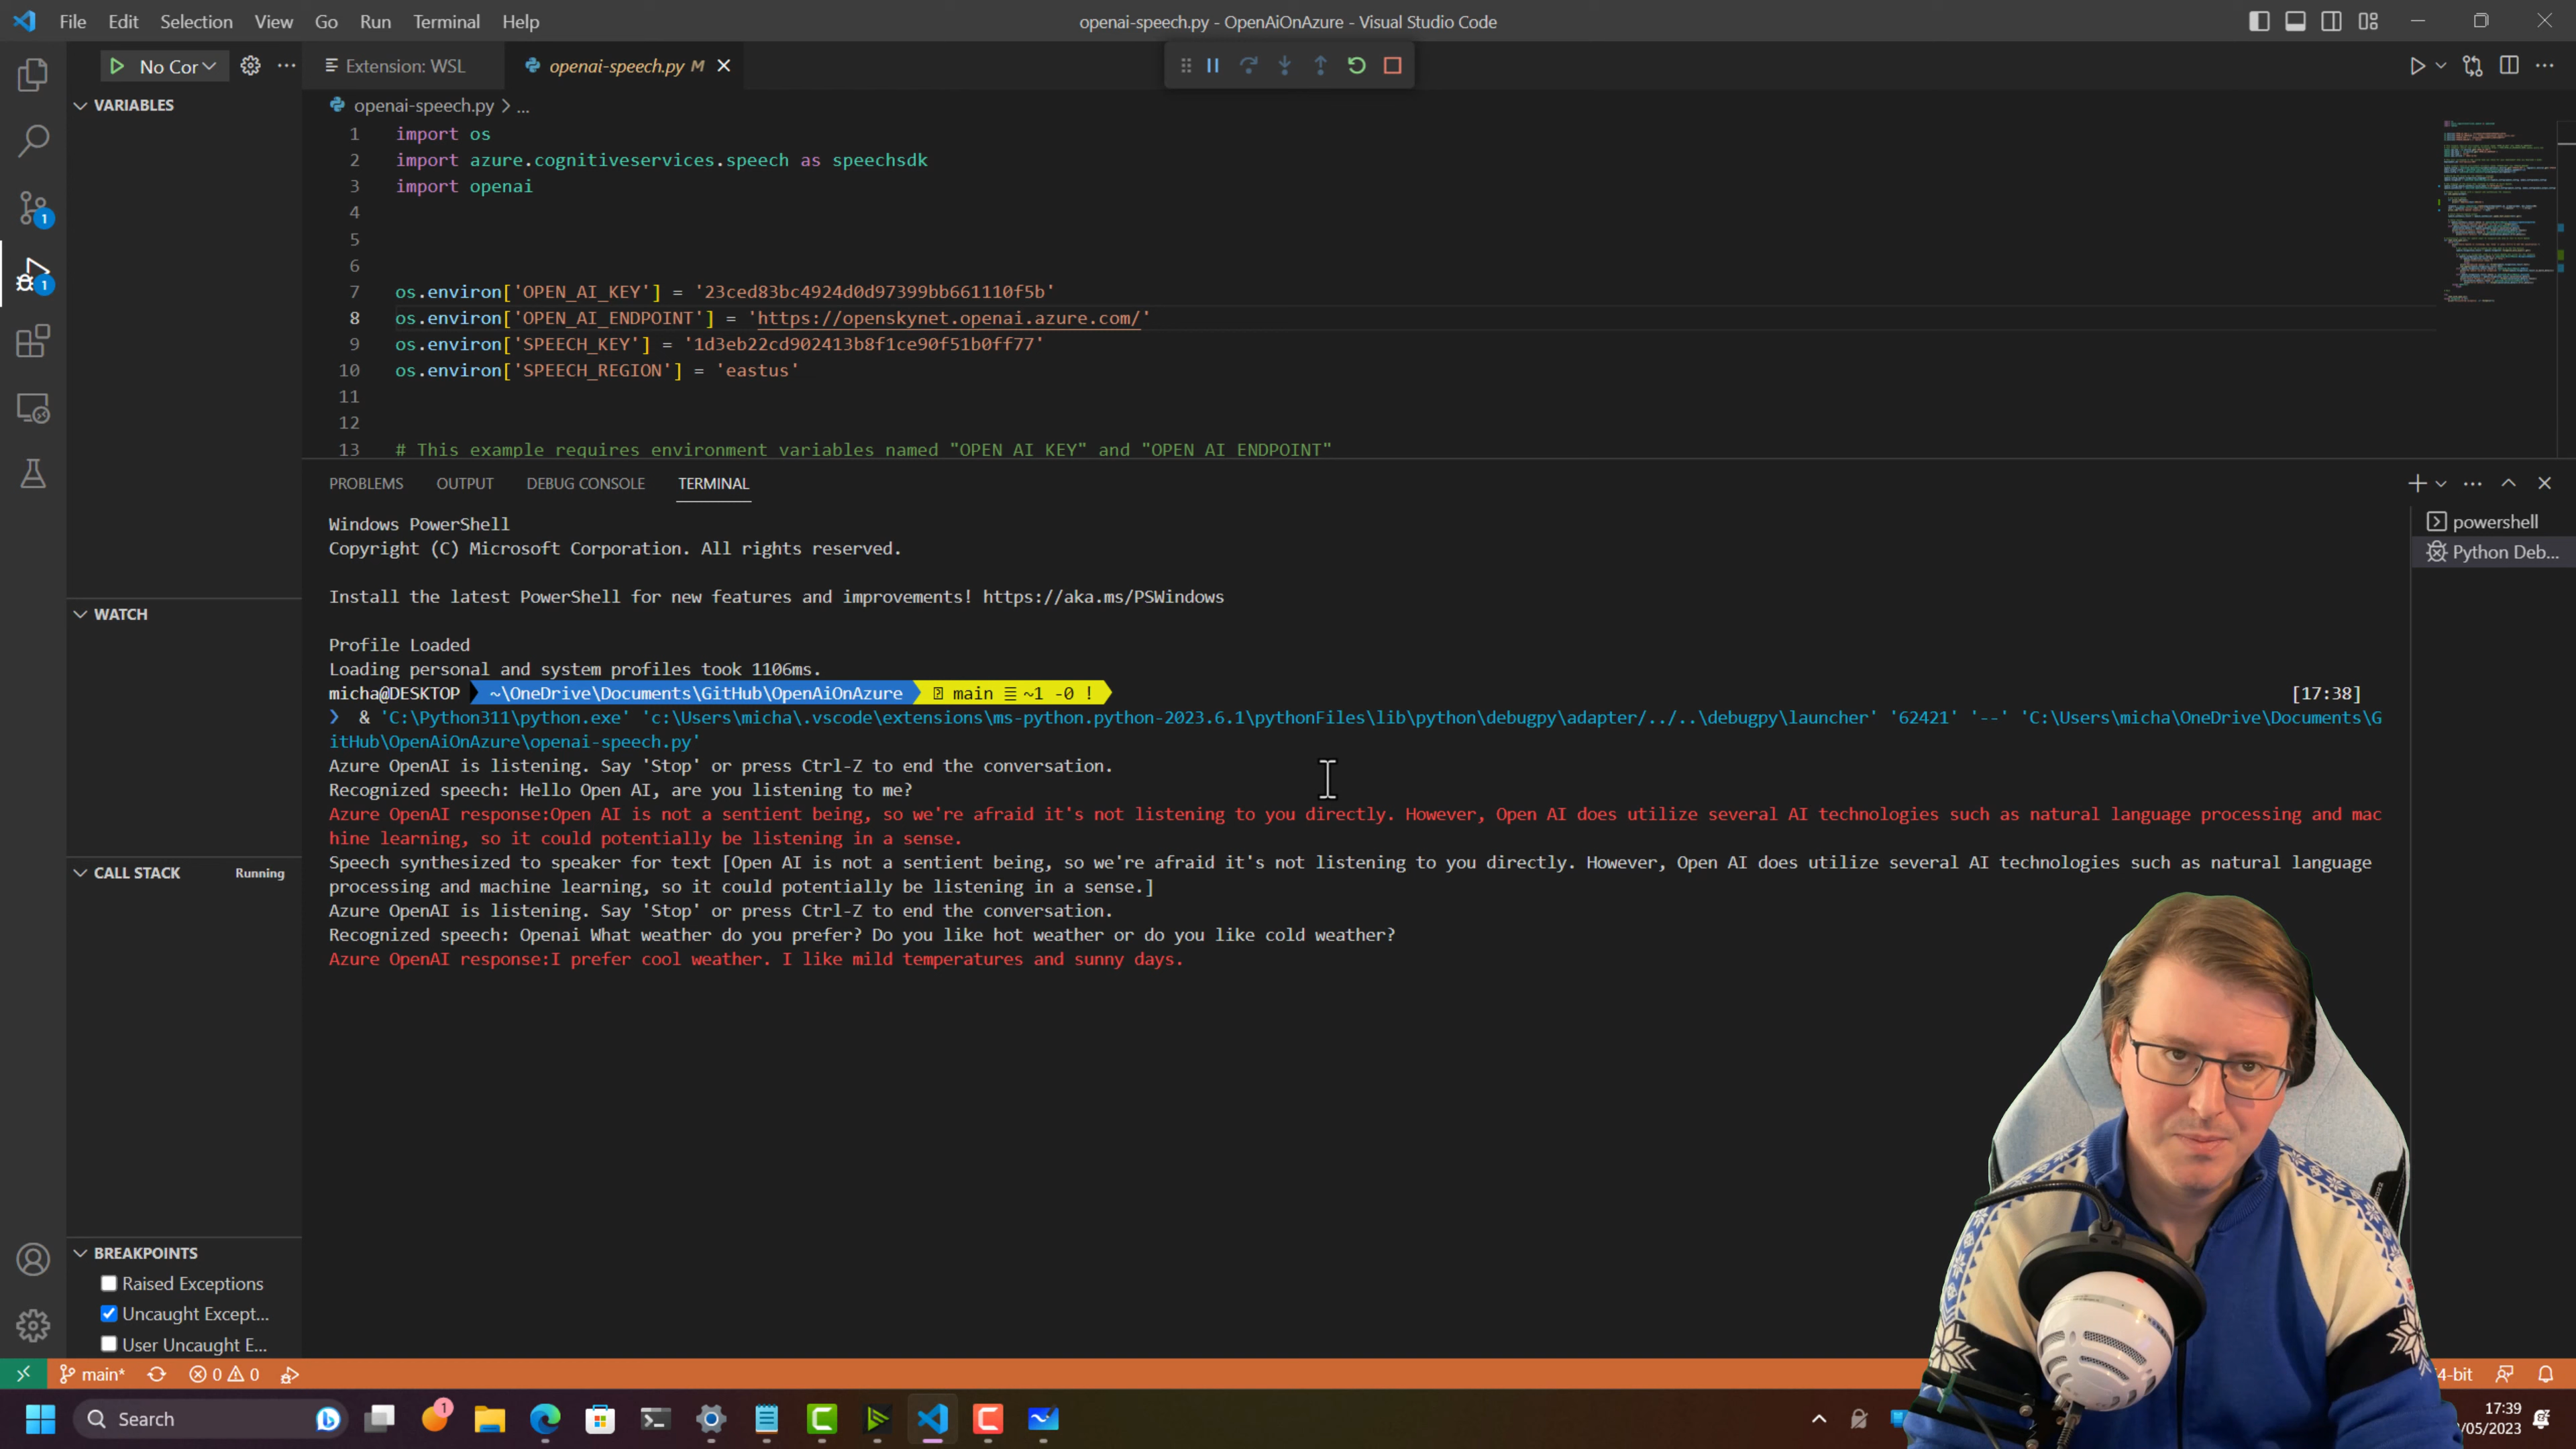 File Edit Selection View Go Run Terminal Help
openai-speech.py - OpenAiOnAzure - Visual Studio Code
No Cor
Extension: WSL
openai-speech.py M
VARIABLES
openai-speech.py > ...
1 import os
2 import azure.cognitiveservices.speech as speechsdk
3 import openai
4
5
6
7 os.environ['OPEN_AI_KEY'] = '23ced83bc4924d0d97399bb661110f5b'
8 os.environ['OPEN_AI_ENDPOINT'] = 'https://openskynet.openai.azure.com/'
9 os.environ['SPEECH_KEY'] = '1d3eb22cd902413b8f1ce90f51b0ff77'
10 os.environ['SPEECH_REGION'] = 'eastus'
11
12
13 # This example requires environment variables named "OPEN_AI_KEY" and "OPEN_AI_ENDPOINT"
PROBLEMS OUTPUT DEBUG CONSOLE TERMINAL
powershell
Python Deb...
Windows PowerShell
Copyright (C) Microsoft Corporation. All rights reserved.
Install the latest PowerShell for new features and improvements! https://aka.ms/PSWindows
Profile Loaded
Loading personal and system profiles took 1106ms.
micha@DESKTOP ~\OneDrive\Documents\GitHub\OpenAiOnAzure main ≡ ~1 -0 ! [17:38]
❯ & 'C:\Python311\python.exe' 'c:\Users\micha\.vscode\extensions\ms-python.python-2023.6.1\pythonFiles\lib\python\debugpy\adapter/../..\debugpy\launcher' '62421' '--' 'C:\Users\micha\OneDrive\Documents\G
itHub\OpenAiOnAzure\openai-speech.py'
Azure OpenAI is listening. Say 'Stop' or press Ctrl-Z to end the conversation.
Recognized speech: Hello Open AI, are you listening to me?
Azure OpenAI response:Open AI is not a sentient being, so we're afraid it's not listening to you directly. However, Open AI does utilize several AI technologies such as natural language processing and mac
hine learning, so it could potentially be listening in a sense.
Speech synthesized to speaker for text [Open AI is not a sentient being, so we're afraid it's not listening to you directly. However, Open AI does utilize several AI technologies such as natural language
processing and machine learning, so it could potentially be listening in a sense.]
Azure OpenAI is listening. Say 'Stop' or press Ctrl-Z to end the conversation.
Recognized speech: Openai What weather do you prefer? Do you like hot weather or do you like cold weather?
Azure OpenAI response:I prefer cool weather. I like mild temperatures and sunny days.
WATCH
CALL STACK Running
BREAKPOINTS
Raised Exceptions
Uncaught Except...
User Uncaught E...
main* 0 0
4-bit
Search
1
17:39
/05/2023